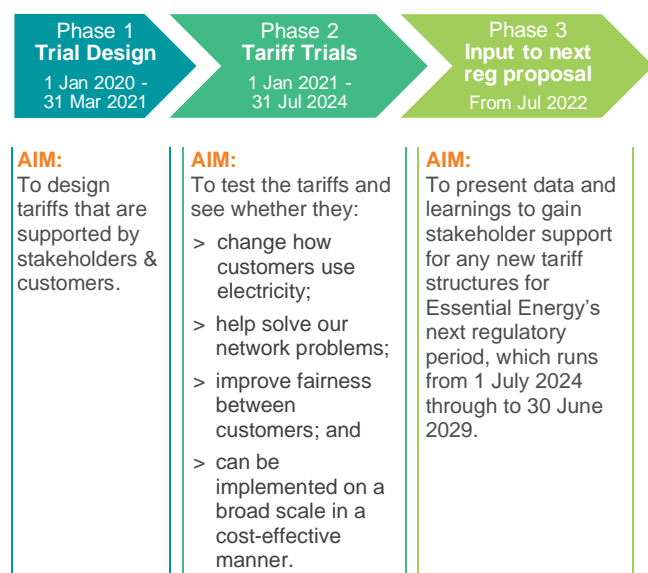 Phase 1
Trial Design
1 Jan 2020 -
31 Mar 2021
Phase 2
Tariff Trials
1 Jan 2021 -
31 Jul 2024
Phase 3
Input to next
reg proposal
From Jul 2022
AIM:
To design
tariffs that are
supported by
stakeholders &
customers.
AIM:
To test the tariffs and
see whether they:
> change how
customers use
electricity;
> help solve our
network problems;
> improve fairness
between
customers; and
> can be
implemented on a
broad scale in a
cost-effective
manner.
AIM:
To present data and
learnings to gain
stakeholder support
for any new tariff
structures for
Essential Energy’s
next regulatory
period, which runs
from 1 July 2024
through to 30 June
2029.